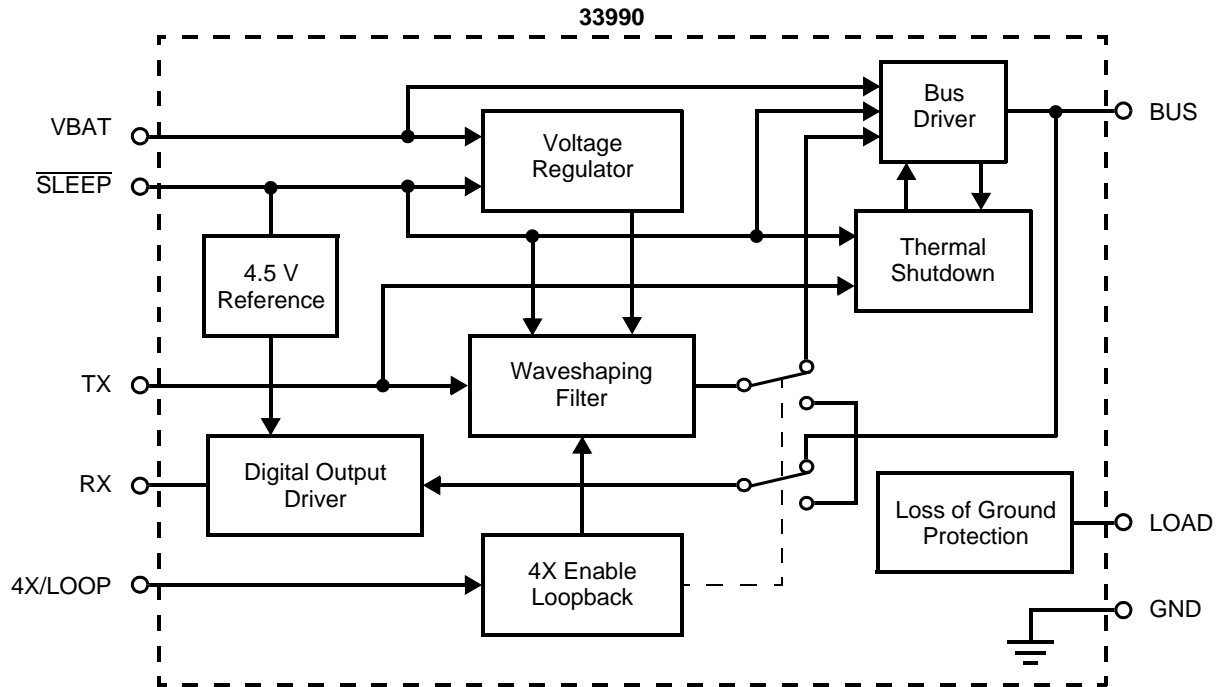 33990
VBAT
SLEEP
TX
RX
4X/LOOP
Voltage
Regulator
4.5 V
Reference
Waveshaping
Filter
Digital Output
Driver
4X Enable
Loopback
Bus
Driver
Thermal
Shutdown
Loss of Ground
Protection
BUS
LOAD
GND